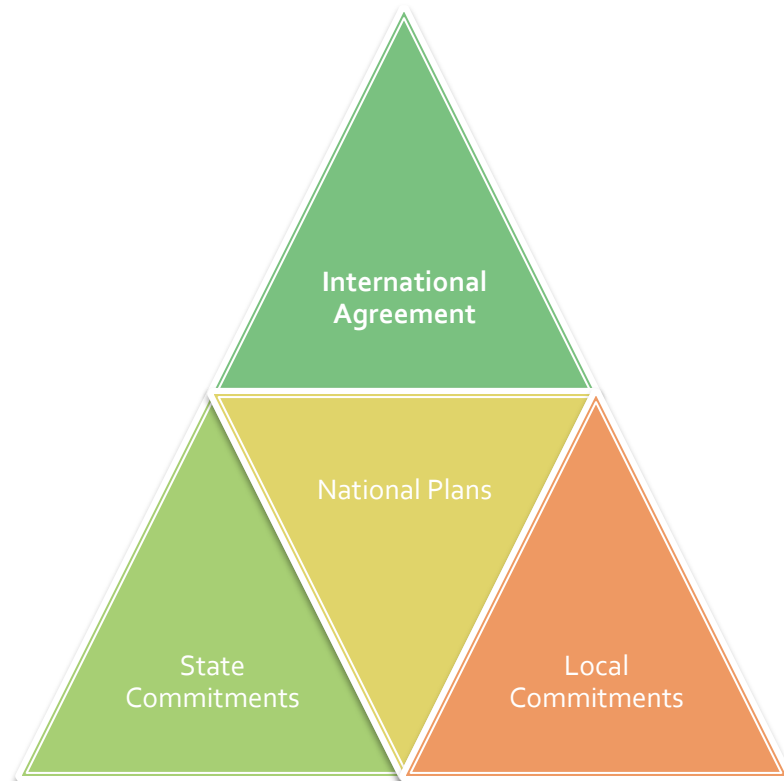 International
Agreement
National Plans
State
Commitments
Local
Commitments